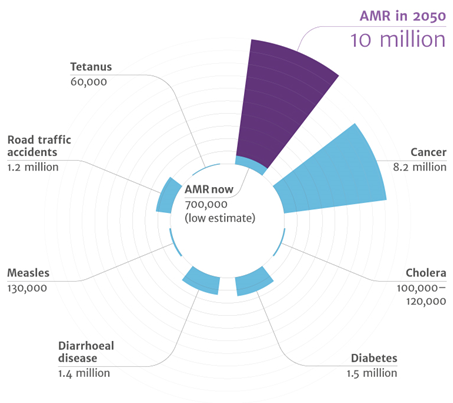 AMR in 2050
10 million
Tetanus
60,000
Road traffic
accidents
1.2 million
Cancer
8.2 million
AMR now
700,000
(low estimate)
Measles
130,000
Cholera
100,000–
120,000
Diarrhoeal
disease
1.4 million
Diabetes
1.5 million